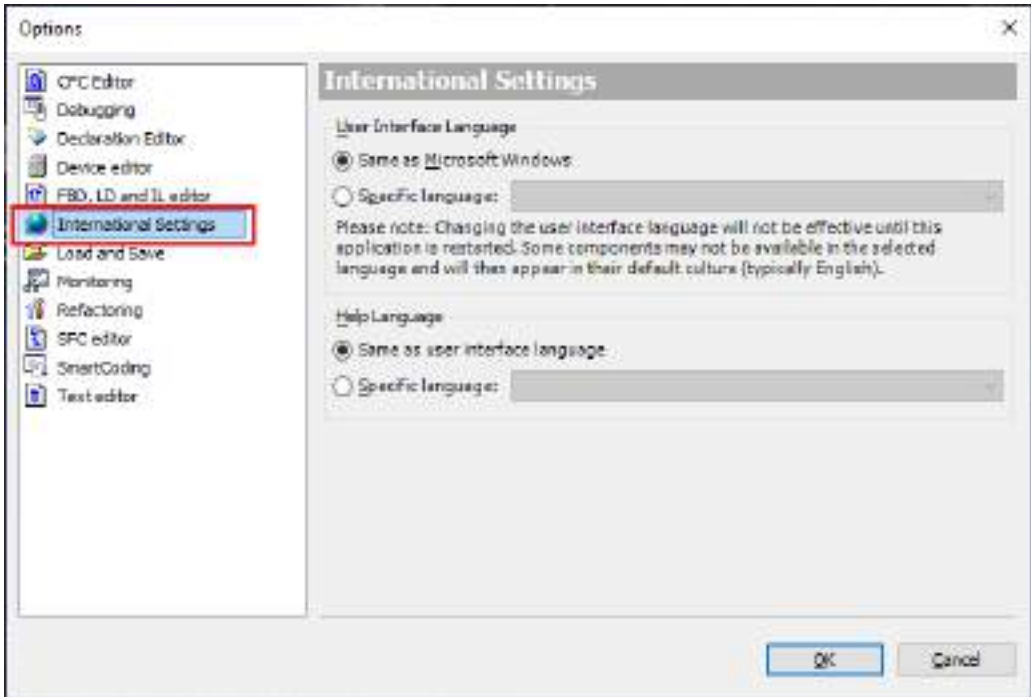 Options
CFC Editor
Debugging
Declaration Editor
Device editor
FBD, LD and IL editor
International Settings
Load and Save
Monitoring
Refactoring
SFC editor
SmartCoding
Text editor
International Settings
User Interface Language
Same as Microsoft Windows
Specific language:
Please note: Changing the user interface language will not be effective until this
application is restarted. Some components may not be available in the selected
language and will then appear in their default culture (typically English).
Help Language
Same as user interface language
Specific language:
OK
Cancel